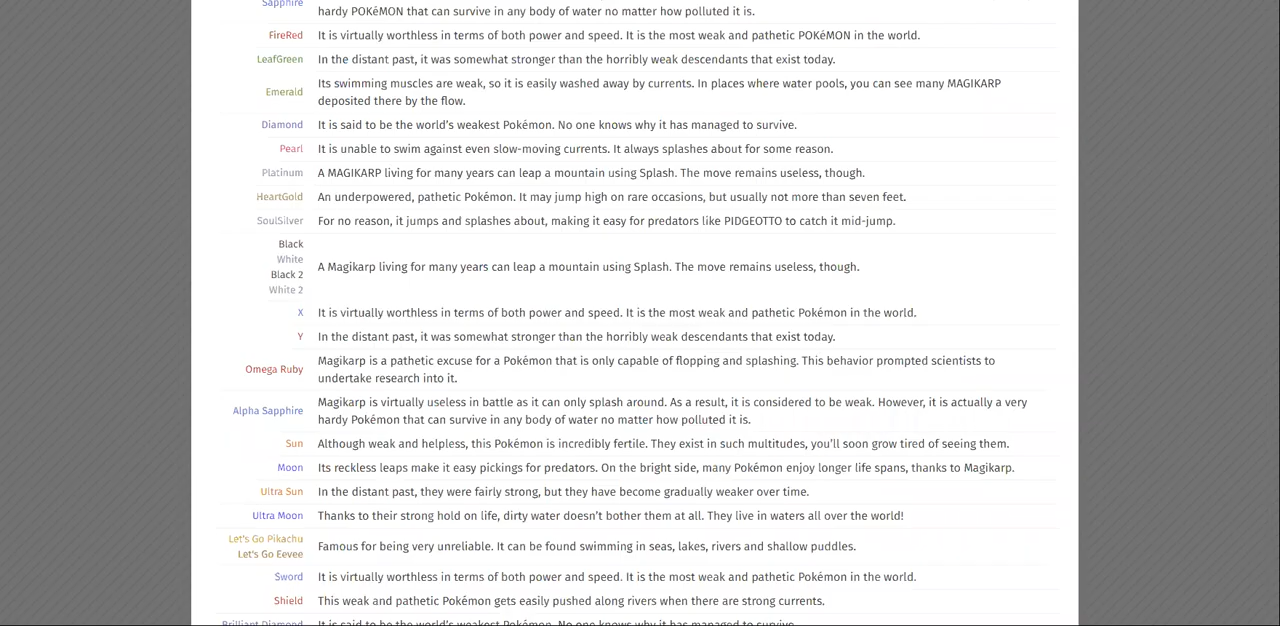 Sapphire
hardy POKéMON that can survive in any body of water no matter how polluted it is.
FireRed It is virtually worthless in terms of both power and speed. It is the most weak and pathetic POKéMON in the world.
LeafGreen In the distant past, it was somewhat stronger than the horribly weak descendants that exist today.
Emerald Its swimming muscles are weak, so it is easily washed away by currents. In places where water pools, you can see many MAGIKARP
deposited there by the flow.
Diamond It is said to be the world’s weakest Pokémon. No one knows why it has managed to survive.
Pearl It is unable to swim against even slow-moving currents. It always splashes about for some reason.
Platinum A MAGIKARP living for many years can leap a mountain using Splash. The move remains useless, though.
HeartGold An underpowered, pathetic Pokémon. It may jump high on rare occasions, but usually not more than seven feet.
SoulSilver For no reason, it jumps and splashes about, making it easy for predators like PIDGEOTTO to catch it mid-jump.
Black
White
Black 2
White 2
A Magikarp living for many years can leap a mountain using Splash. The move remains useless, though.
X It is virtually worthless in terms of both power and speed. It is the most weak and pathetic Pokémon in the world.
Y In the distant past, it was somewhat stronger than the horribly weak descendants that exist today.
Omega Ruby Magikarp is a pathetic excuse for a Pokémon that is only capable of flopping and splashing. This behavior prompted scientists to
undertake research into it.
Alpha Sapphire Magikarp is virtually useless in battle as it can only splash around. As a result, it is considered to be weak. However, it is actually a very
hardy Pokémon that can survive in any body of water no matter how polluted it is.
Sun Although weak and helpless, this Pokémon is incredibly fertile. They exist in such multitudes, you’ll soon grow tired of seeing them.
Moon Its reckless leaps make it easy pickings for predators. On the bright side, many Pokémon enjoy longer life spans, thanks to Magikarp.
Ultra Sun In the distant past, they were fairly strong, but they have become gradually weaker over time.
Ultra Moon Thanks to their strong hold on life, dirty water doesn’t bother them at all. They live in waters all over the world!
Let's Go Pikachu
Let's Go Eevee
Famous for being very unreliable. It can be found swimming in seas, lakes, rivers and shallow puddles.
Sword It is virtually worthless in terms of both power and speed. It is the most weak and pathetic Pokémon in the world.
Shield This weak and pathetic Pokémon gets easily pushed along rivers when there are strong currents.
Brilliant Diamond It is said to be the world’s weakest Pokémon. No one knows why it has managed to survive.